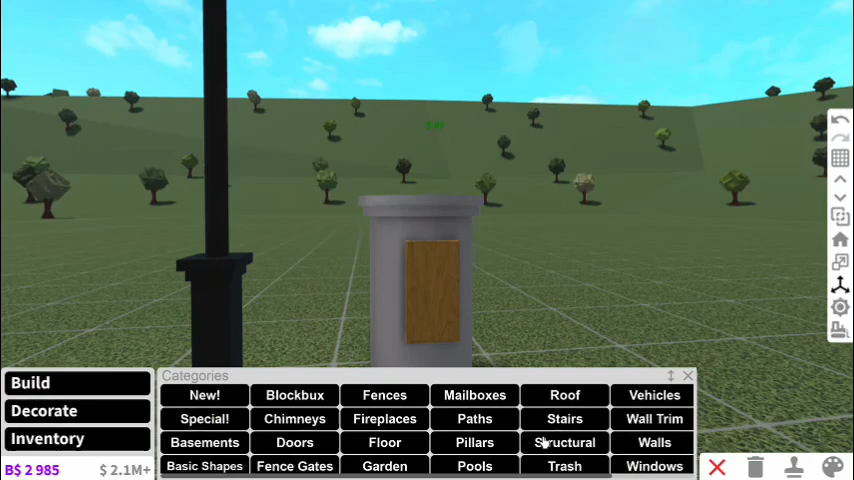 Categories
New! Blockbux Fences Mailboxes Roof Vehicles
Special! Chimneys Fireplaces Paths Stairs Wall Trim
Basements Doors Floor Pillars Structural Walls
Basic Shapes Fence Gates Garden Pools Trash Windows
Build
Decorate
Inventory
B$ 2 985 $ 2.1M+